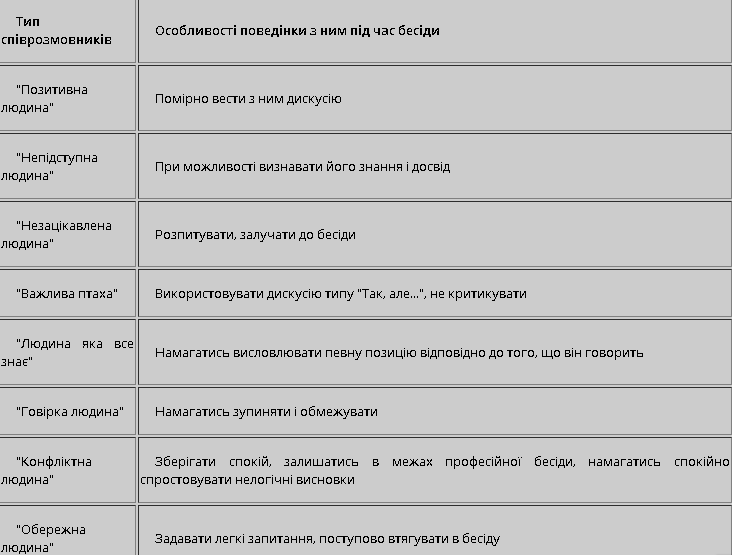 Тип
співрозмовників
Особливості поведінки з ним під час бесіди
"Позитивна
людина"
Помірно вести з ним дискусію
"Непідступна
людина"
При можливості визнавати його знання і досвід
"Незацікавлена
людина"
Розпитувати, залучати до бесіди
"Важлива птаха"
Використовувати дискусію типу "Так, але...", не критикувати
"Людина яка все
знає"
Намагатись висловлювати певну позицію відповідно до того, що він говорить
"Говірка людина"
Намагатись зупиняти і обмежувати
"Конфліктна
людина"
Зберігати спокій, залишатись в межах професійної бесіди, намагатись спокійно
спростовувати нелогічні висновки
"Обережна
людина"
Задавати легкі запитання, поступово втягувати в бесіду